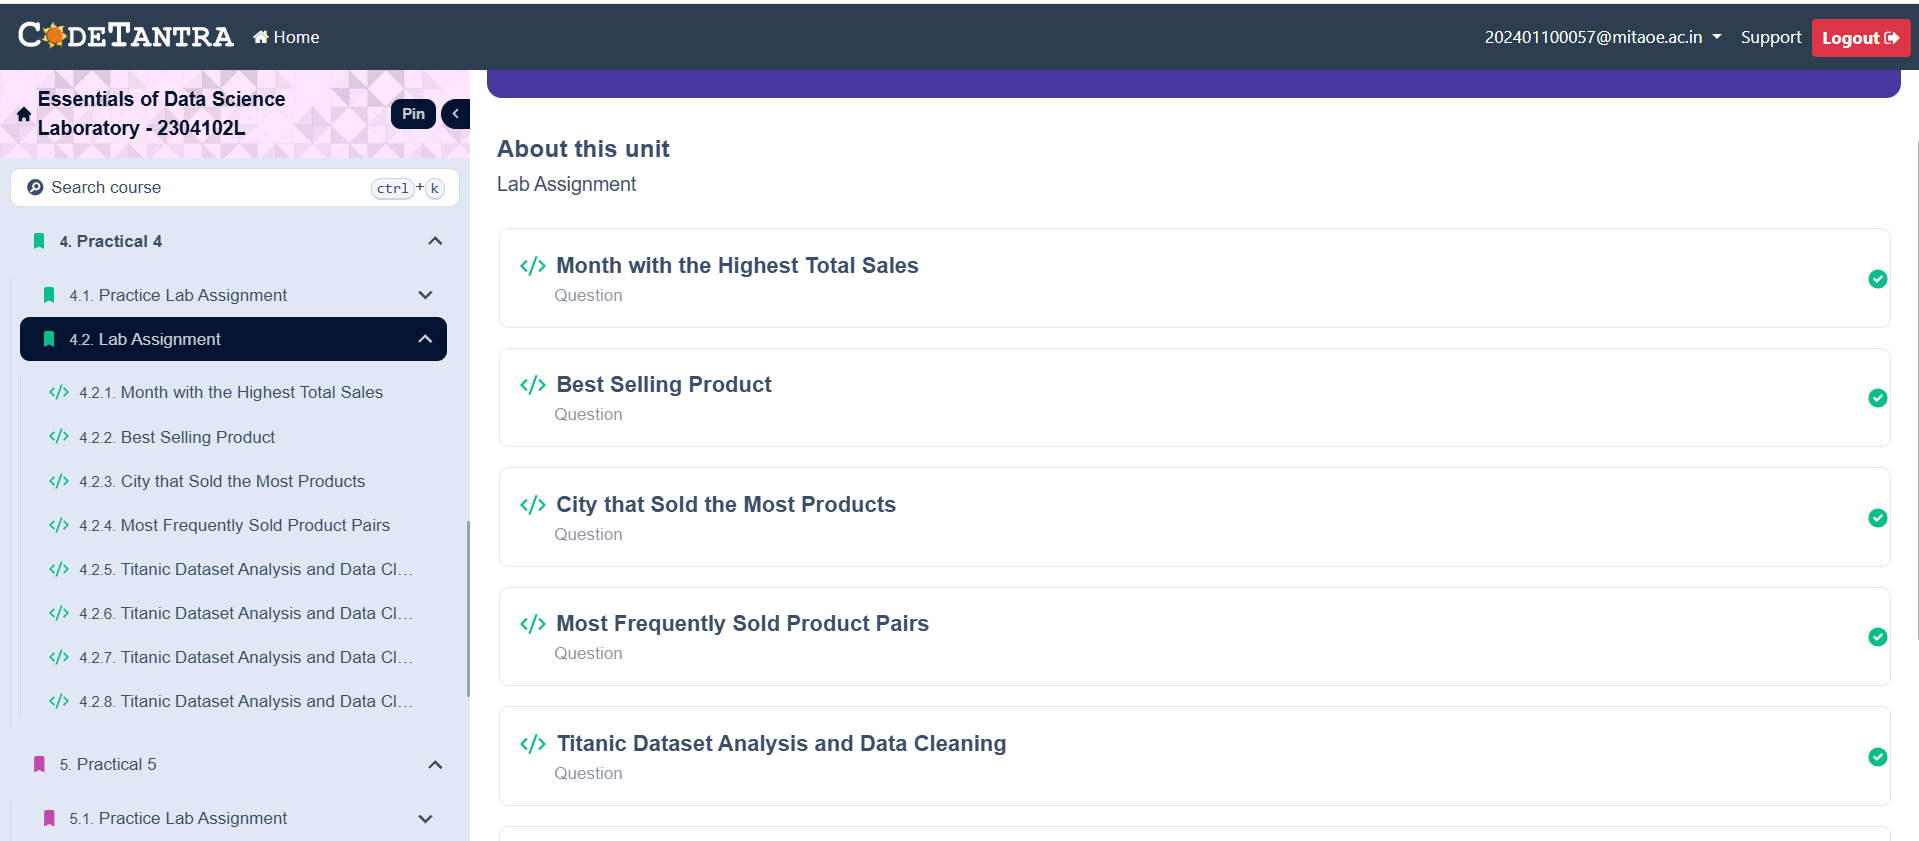 CODETANTRA
Home
202401100057@mitaoe.ac.in
Support
Logout
Essentials of Data Science
Laboratory - 2304102L
Pin
Search course
ctrl + k
4. Practical 4
4.1. Practice Lab Assignment
4.2. Lab Assignment
4.2.1. Month with the Highest Total Sales
4.2.2. Best Selling Product
4.2.3. City that Sold the Most Products
4.2.4. Most Frequently Sold Product Pairs
4.2.5. Titanic Dataset Analysis and Data Cl...
4.2.6. Titanic Dataset Analysis and Data Cl...
4.2.7. Titanic Dataset Analysis and Data Cl...
4.2.8. Titanic Dataset Analysis and Data Cl...
5. Practical 5
5.1. Practice Lab Assignment
About this unit
Lab Assignment
</> Month with the Highest Total Sales
Question
</> Best Selling Product
Question
</> City that Sold the Most Products
Question
</> Most Frequently Sold Product Pairs
Question
</> Titanic Dataset Analysis and Data Cleaning
Question